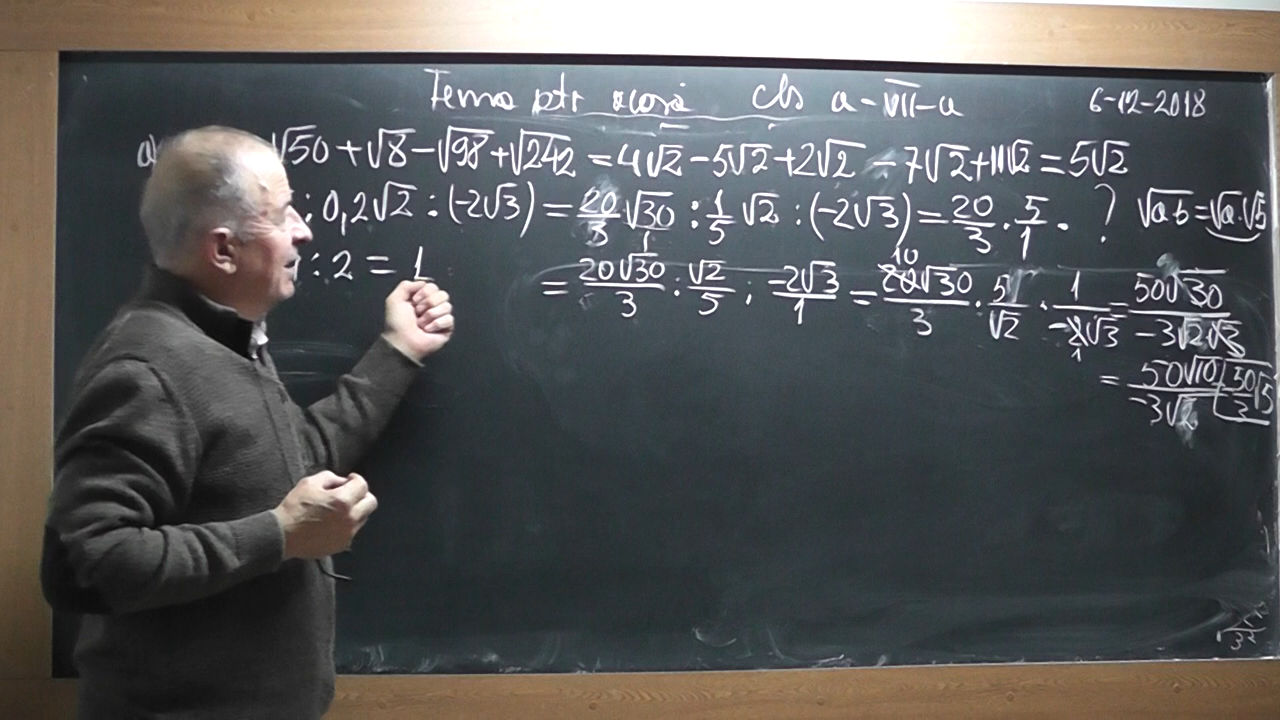 Tema ptr acasă cls a-VII-a 6-12-2018
a) √50+√8-√98+√242=4√2-5√2+2√2-7√2+11√2=5√2
:0,2√2:(-2√3)=20/3√30:1/5√2:(-2√3)=20/3·5/1· ? √a·b=√a·√b
:2=1
=20√30/3:√2/5:-2√3/1=20√30/3·5/√2·1/-2√3=50√30/-3√2√3
=50√10/-3√2 50/3√5